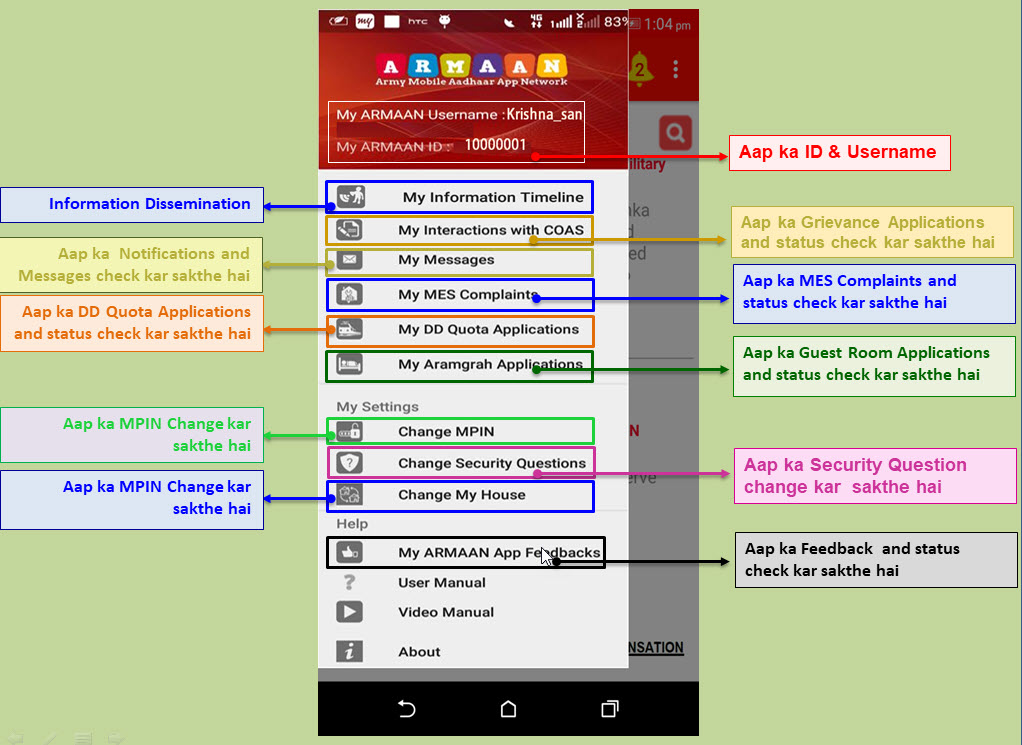 my
htc
4G
X
1
2
83%
1:04 pm
ARMAAN
Army Mobile Aadhaar App Network
2
My ARMAAN Username :Krishna_san
My ARMAAN ID : 10000001
Aap ka ID & Username
ilitary
My Information Timeline
Information Dissemination
nka
My Interactions with COAS
d
Aap ka Grievance Applications
and status check kar sakthe hai
Aap ka Notifications and
Messages check kar sakthe hai
My Messages
ed
My MES Complaints
Aap ka MES Complaints and
status check kar sakthe hai
Aap ka DD Quota Applications
and status check kar sakthe hai
My DD Quota Applications
My Aramgrah Applications
Aap ka Guest Room Applications
and status check kar sakthe hai
My Settings
Aap ka MPIN Change kar
sakthe hai
Change MPIN
N
Change Security Questions
Aap ka Security Question
change kar sakthe hai
erve
Aap ka MPIN Change kar
sakthe hai
Change My House
Help
My ARMAAN App Feedbacks
Aap ka Feedback and status
check kar sakthe hai
User Manual
Video Manual
NSATION
About